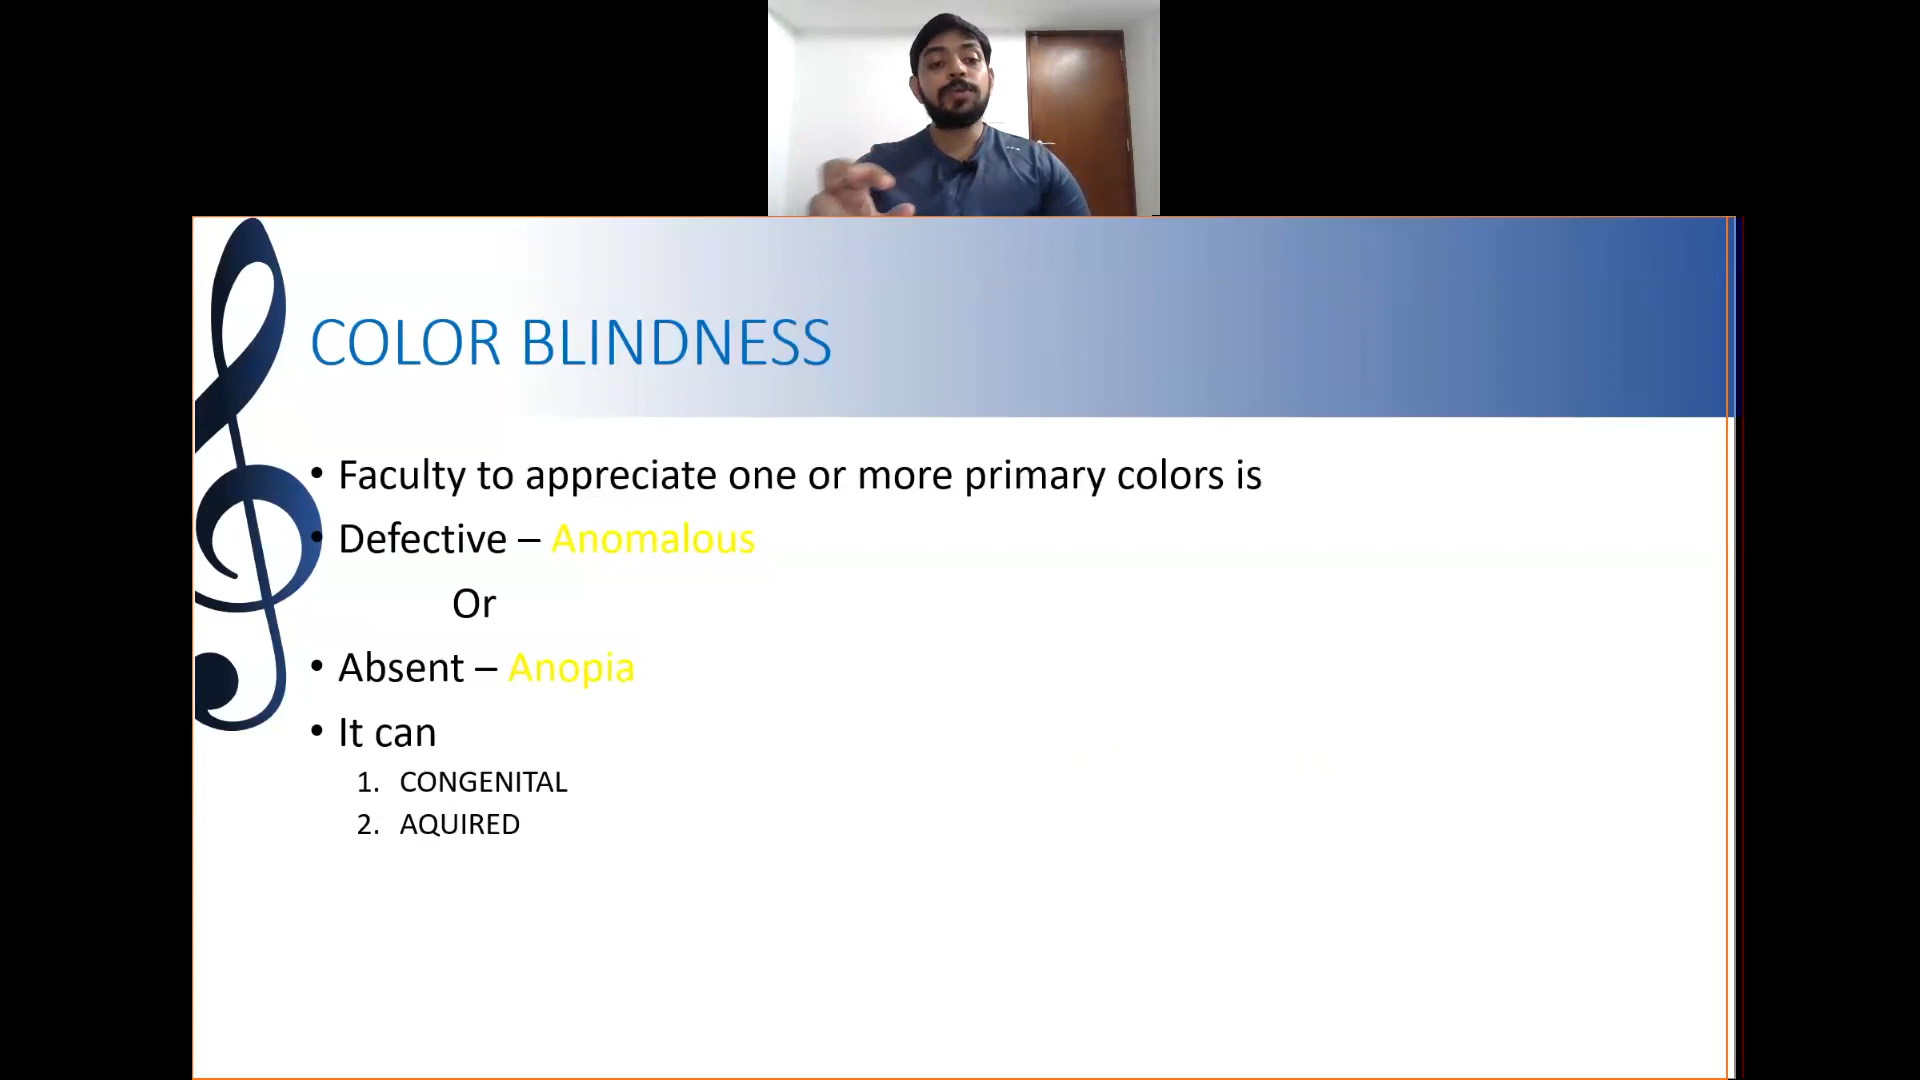 COLOR BLINDNESS
• Faculty to appreciate one or more primary colors is
• Defective – Anomalous
Or
• Absent – Anopia
• It can
1. CONGENITAL
2. AQUIRED